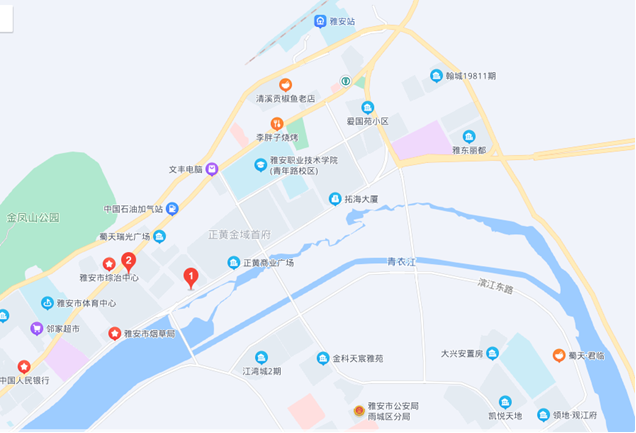 雅安站
翰城19811期
清溪贡椒鱼老店
爱国苑小区
李胖子烧烤
雅东丽都
雅安职业技术学院
(青年路校区)
文丰电脑
拓海大厦
中国石油加气站
金凤山公园
蜀天瑞光广场
正黄金域首府
2
雅安市综治中心
1
正黄商业广场
青衣江
滨江东路
雅安市体育中心
邻家超市
雅安市烟草局
大兴安置房
蜀天·君临
江湾城2期
金科天宸雅苑
中国人民银行
雅安市公安局
雨城区分局
凯悦天地
领地·观江府